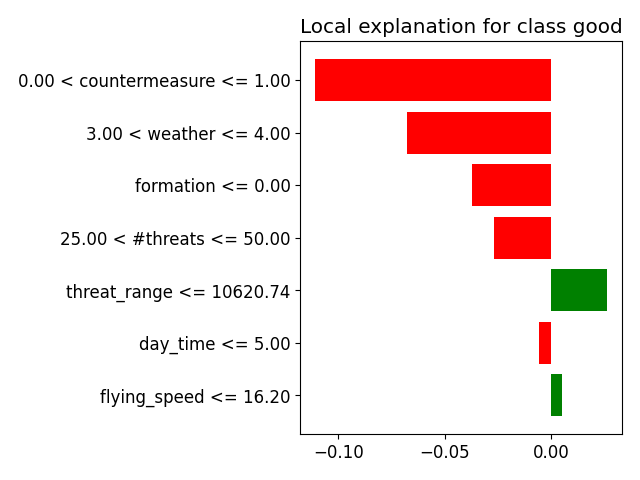 Local explanation for class good
0.00 < countermeasure <= 1.00
3.00 < weather <= 4.00
formation <= 0.00
25.00 < #threats <= 50.00
threat_range <= 10620.74
day_time <= 5.00
flying_speed <= 16.20
−0.10 −0.05 0.00